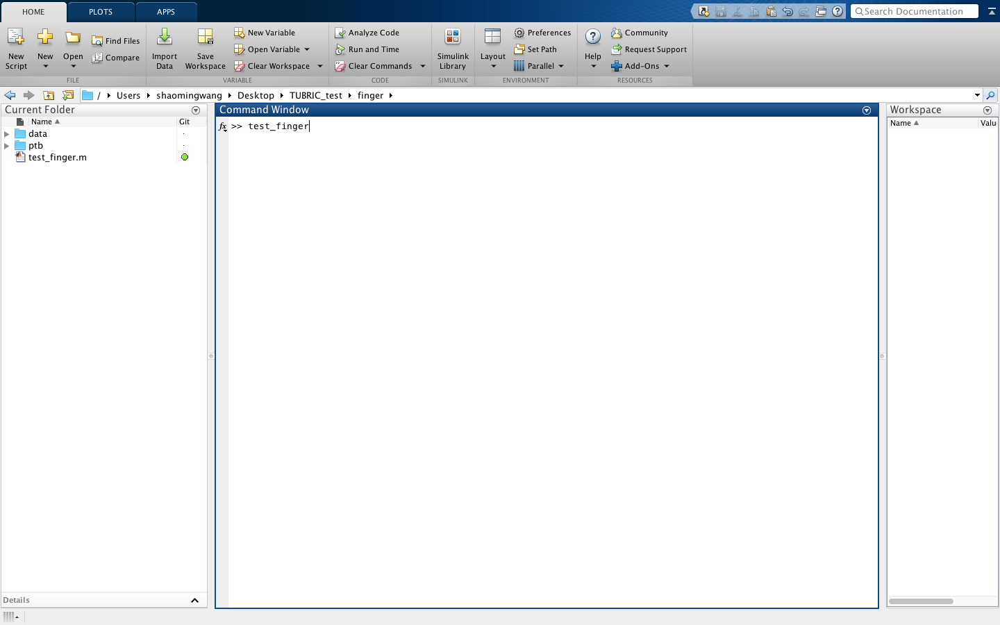 HOME PLOTS APPS
Search Documentation
New Script
New
Open
Find Files
Compare
Import Data
Save Workspace
New Variable
Open Variable
Clear Workspace
Analyze Code
Run and Time
Clear Commands
Simulink Library
Layout
Preferences
Set Path
Parallel
Help
Community
Request Support
Add-Ons
FILE VARIABLE CODE SIMULINK ENVIRONMENT RESOURCES
/ Users shaomingwang Desktop TUBRIC_test finger
Current Folder
Name Git
data
ptb
test_finger.m
Details
Command Window
fx >> test_finger
Workspace
Name Valu